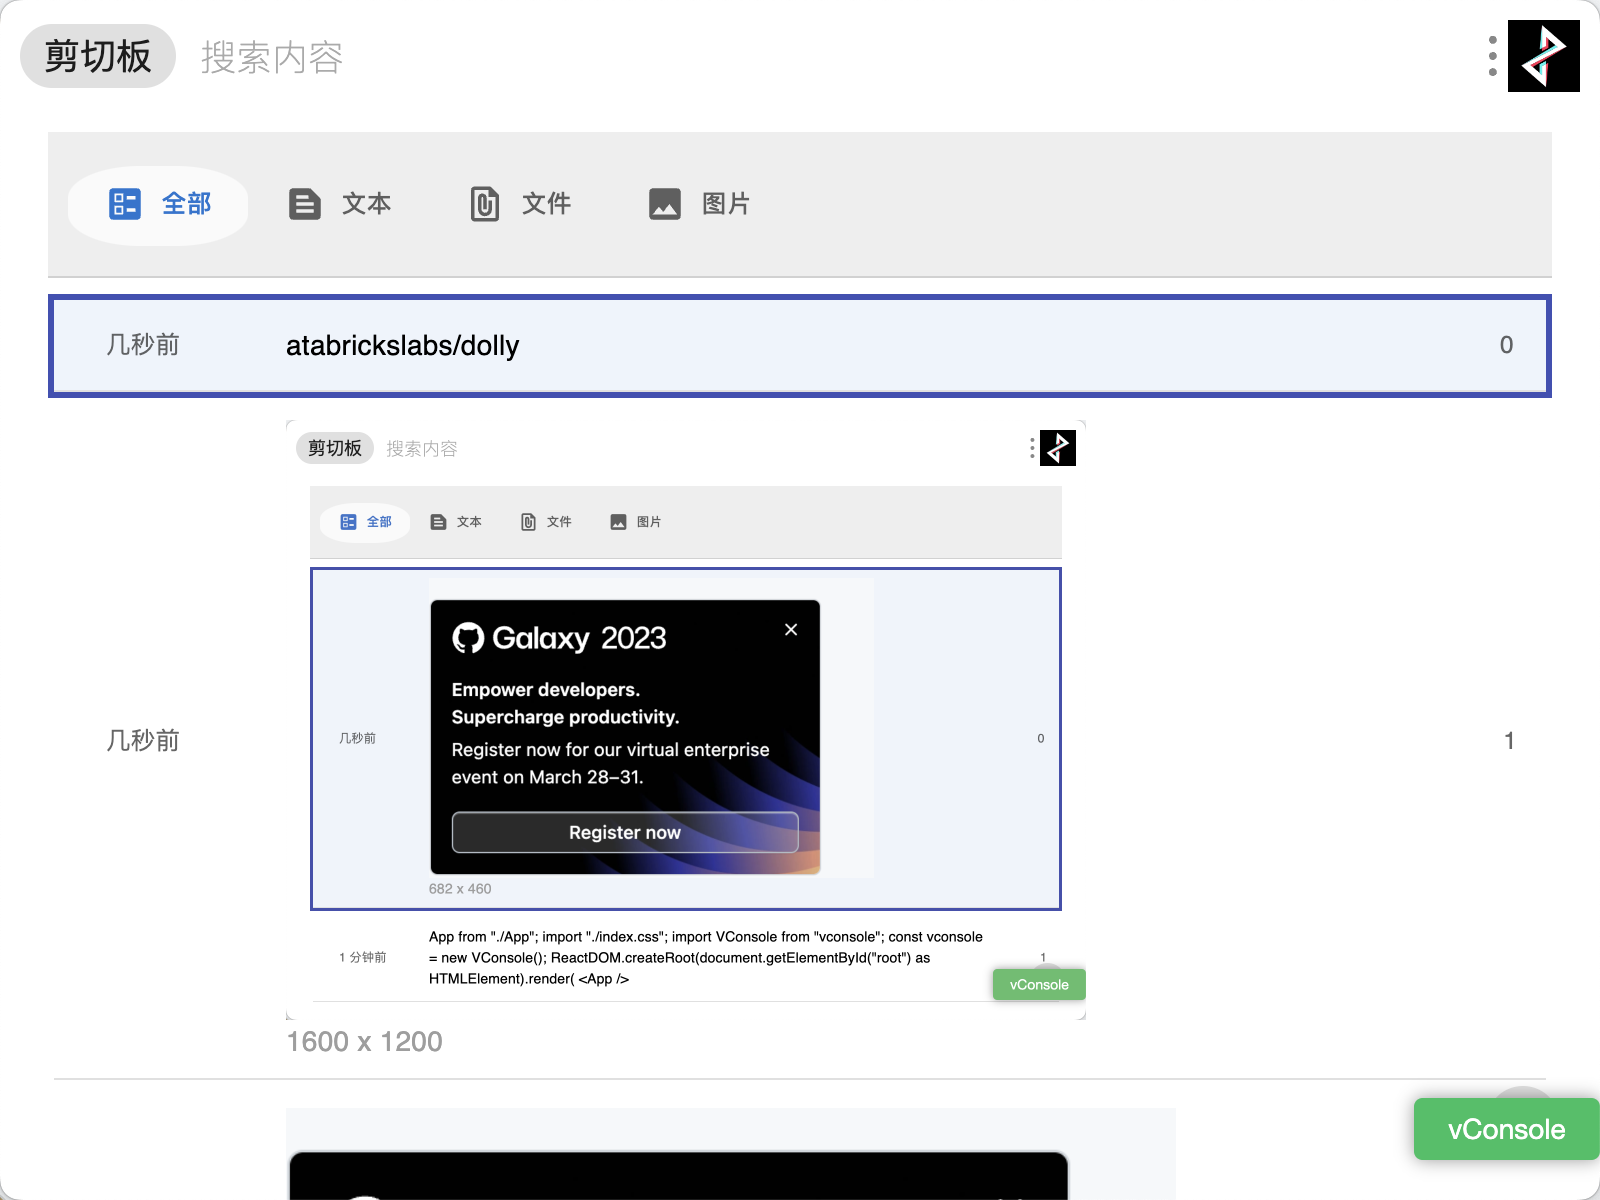 剪切板 搜索内容
全部 文本 文件 图片
几秒前 atabrickslabs/dolly 0
剪切板 搜索内容
全部 文本 文件 图片
Galaxy 2023
Empower developers.
Supercharge productivity.
几秒前 0
Register now for our virtual enterprise
event on March 28–31.
几秒前 1
Register now
682 x 460
App from "./App"; import "./index.css"; import VConsole from "vconsole"; const vconsole
1 分钟前 = new VConsole(); ReactDOM.createRoot(document.getElementById("root") as 1
HTMLElement).render( <App />
vConsole
1600 x 1200
vConsole